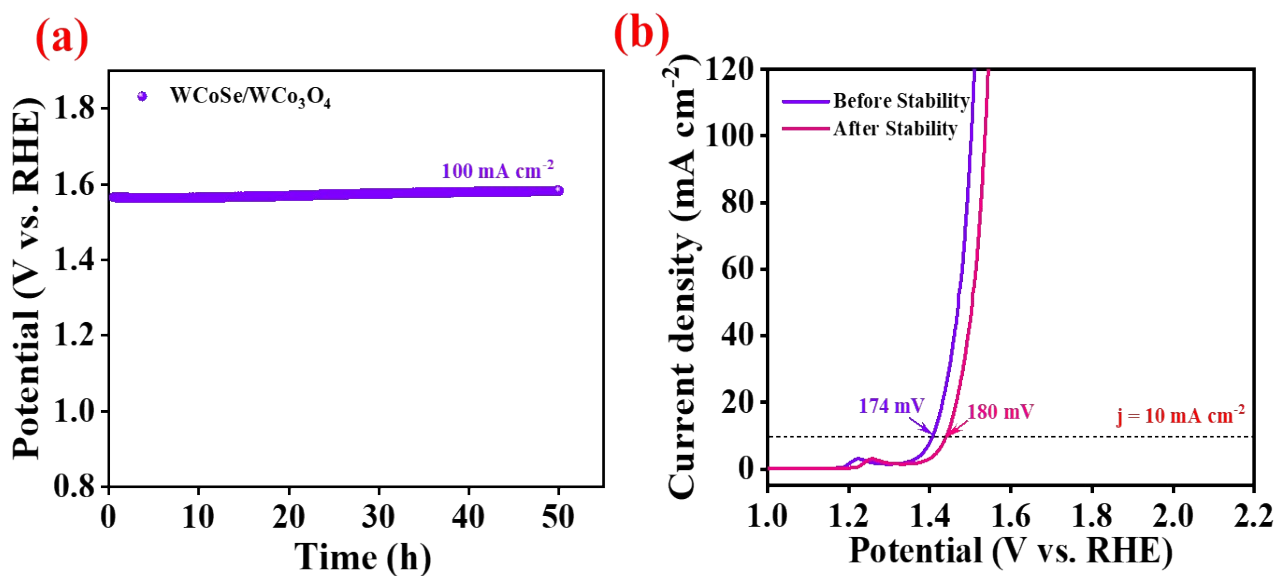 (a)
WCoSe/WCo₃O₄
100 mA cm⁻²
Potential (V vs. RHE)
1.8
1.6
1.4
1.2
1.0
0.8
0 10 20 30 40 50
Time (h)
(b)
Before Stability
After Stability
174 mV
180 mV
j = 10 mA cm⁻²
Current density (mA cm⁻²)
120
100
80
60
40
20
0
1.0 1.2 1.4 1.6 1.8 2.0 2.2
Potential (V vs. RHE)